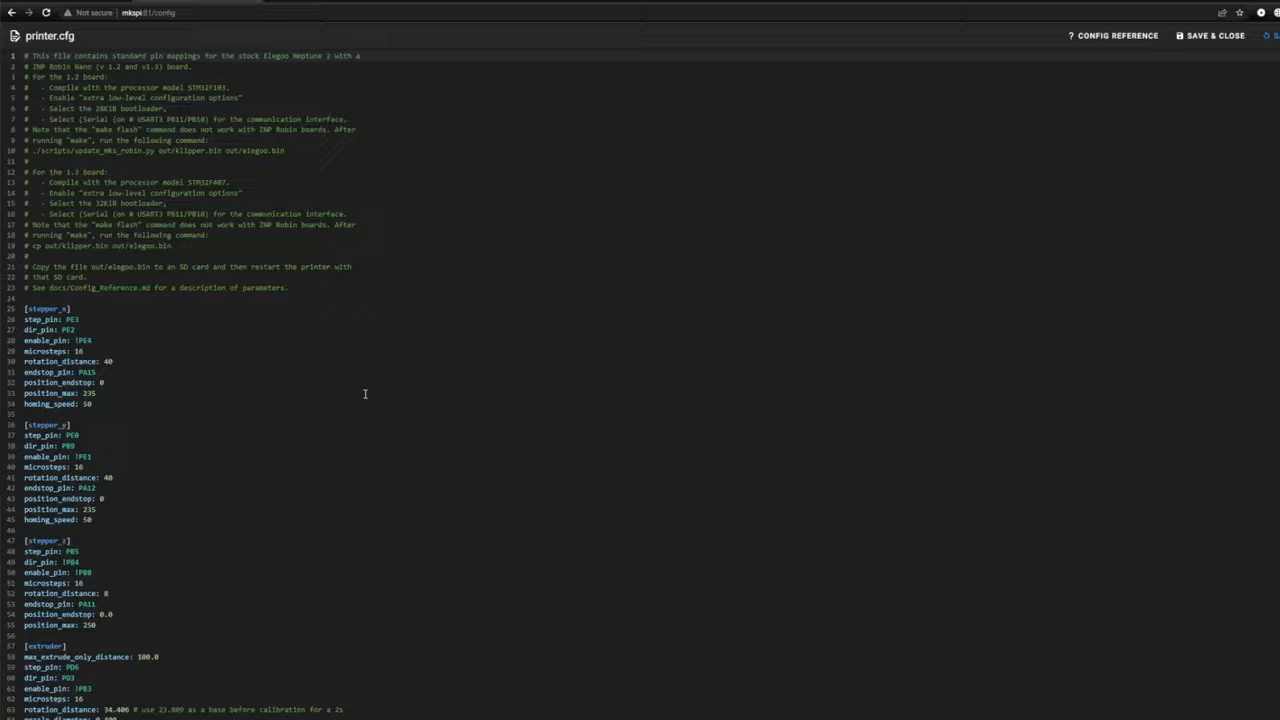 Not secure mkspi:81/config
printer.cfg
CONFIG REFERENCE
SAVE & CLOSE
1 # This file contains standard pin mappings for the stock Elegoo Neptune 2 with a
2 # ZNP Robin Nano (v 1.2 and v1.3) board.
3 # For the 1.2 board:
4 # - Compile with the processor model STM32F103.
5 # - Enable "extra low-level configuration options"
6 # - Select the 28KiB bootloader,
7 # - Select (Serial (on # USART3 PB11/PB10) for the communication interface.
8 # Note that the "make flash" command does not work with ZNP Robin boards. After
9 # running "make", run the following command:
10 # ./scripts/update_mks_robin.py out/klipper.bin out/elegoo.bin
11 #
12 # For the 1.3 board:
13 # - Compile with the processor model STM32F407.
14 # - Enable "extra low-level configuration options"
15 # - Select the 32KiB bootloader,
16 # - Select (Serial (on # USART3 PB11/PB10) for the communication interface.
17 # Note that the "make flash" command does not work with ZNP Robin boards. After
18 # running "make", run the following command:
19 # cp out/klipper.bin out/elegoo.bin
20 #
21 # Copy the file out/elegoo.bin to an SD card and then restart the printer with
22 # that SD card.
23 # See docs/Config_Reference.md for a description of parameters.
24
25 [stepper_x]
26 step_pin: PE3
27 dir_pin: PE2
28 enable_pin: !PE4
29 microsteps: 16
30 rotation_distance: 40
31 endstop_pin: PA15
32 position_endstop: 0
33 position_max: 235
34 homing_speed: 50
35
36 [stepper_y]
37 step_pin: PE0
38 dir_pin: PB9
39 enable_pin: !PE1
40 microsteps: 16
41 rotation_distance: 40
42 endstop_pin: PA12
43 position_endstop: 0
44 position_max: 235
45 homing_speed: 50
46
47 [stepper_z]
48 step_pin: PB5
49 dir_pin: !PB4
50 enable_pin: !PB8
51 microsteps: 16
52 rotation_distance: 8
53 endstop_pin: PA11
54 position_endstop: 0.0
55 position_max: 250
56
57 [extruder]
58 max_extrude_only_distance: 100.0
59 step_pin: PD6
60 dir_pin: PD3
61 enable_pin: !PB3
62 microsteps: 16
63 rotation_distance: 34.406 # use 23.809 as a base before calibration for a 2s